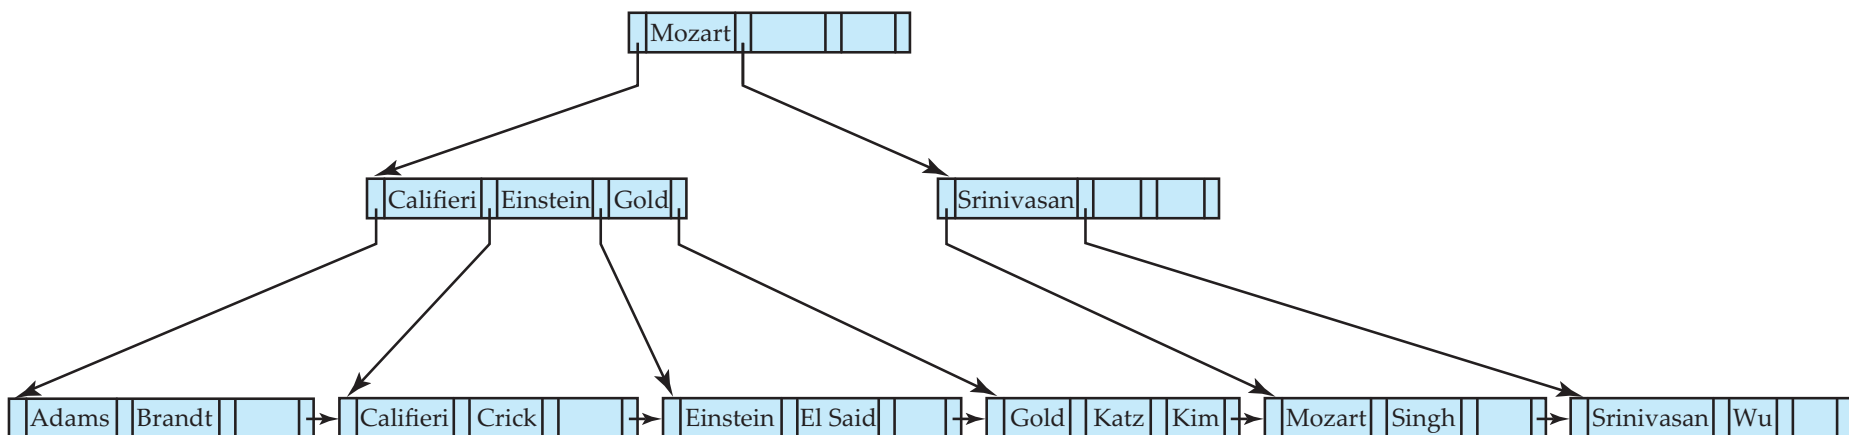 Mozart
Califieri Einstein Gold Srinivasan
Adams Brandt Califieri Crick Einstein El Said Gold Katz Kim Mozart Singh Srinivasan Wu